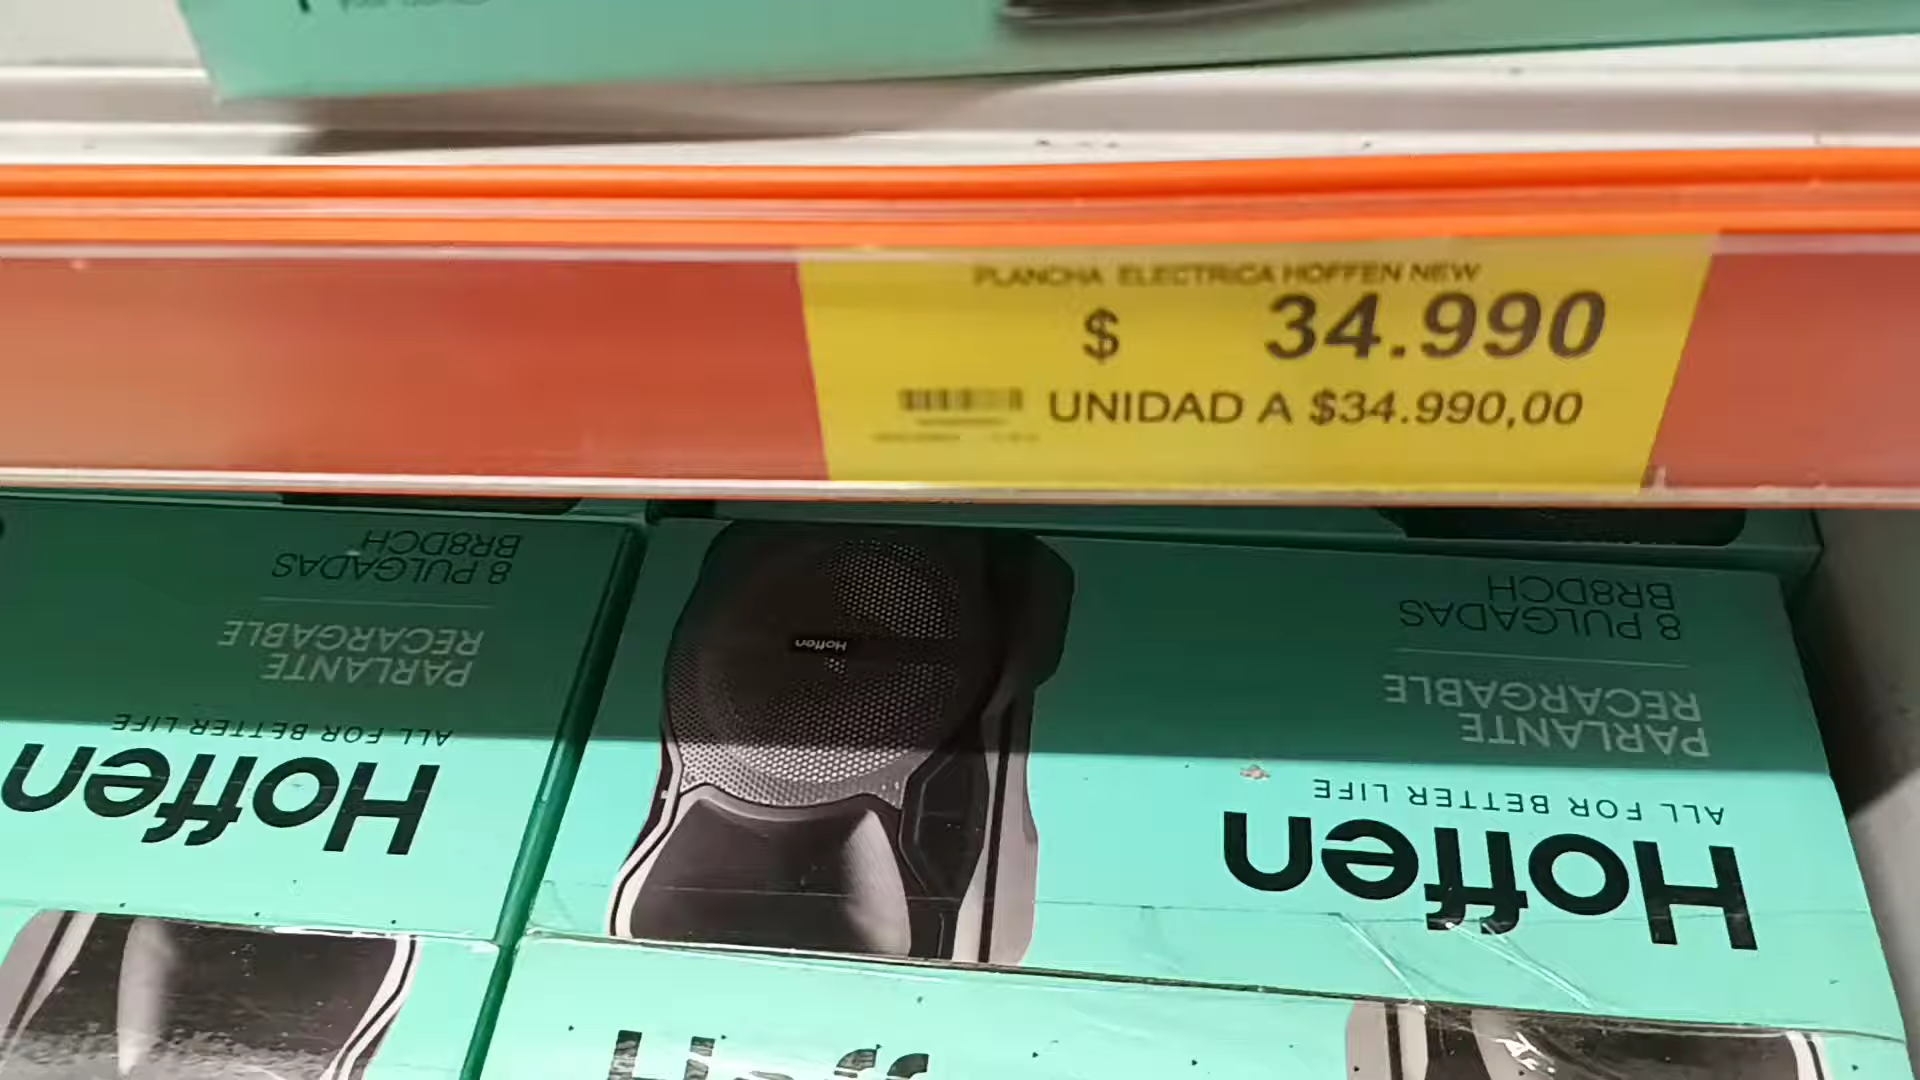 PLANCHA ELECTRICA HOFFEN NEW
$ 34.990
UNIDAD A $34.990,00
Hoffen
ALL FOR BETTER LIFE
PARLANTE
RECARGABLE
8 PULGADAS
BR8DCH
Hoffen
Hoffen
ALL FOR BETTER LIFE
PARLANTE
RECARGABLE
8 PULGADAS
BR8DCH
Hoff